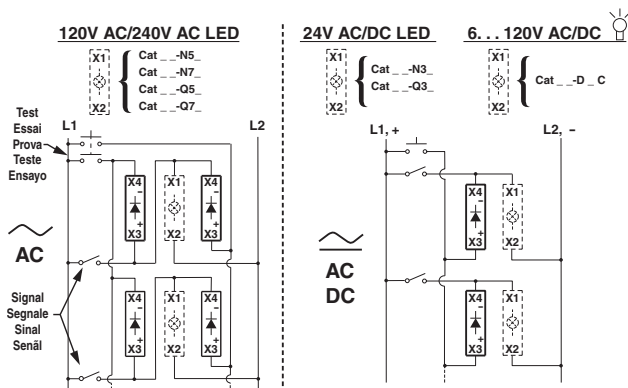 120V AC/240V AC LED
X1
X2
Cat _ _-N5_
Cat _ _-N7_
Cat _ _-Q5_
Cat _ _-Q7_
24V AC/DC LED
X1
X2
Cat _ _-N3_
Cat _ _-Q3_
6. . . 120V AC/DC
X1
X2
Cat _ _-D _ C
Test
Essai
Prova
Teste
Ensayo
L1
L2
X4
–
+
X3
X1
X2
X4
–
+
X3
AC
Signal
Segnale
Sinal
Senãl
X4
–
+
X3
X1
X2
X4
–
+
X3
L1, +
L2, –
X4
–
+
X3
X1
X2
AC
DC
X4
–
+
X3
X1
X2